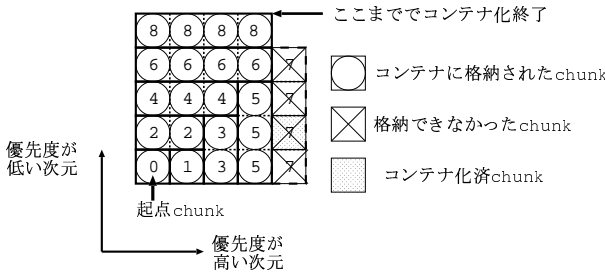 ここまででコンテナ化終了
8 8 8 8
6 6 6 6 7
4 4 4 5 7
2 2 3 5 7
0 1 3 5 7
コンテナに格納されたchunk
格納できなかったchunk
コンテナ化済chunk
起点chunk
優先度が
低い次元
優先度が
高い次元